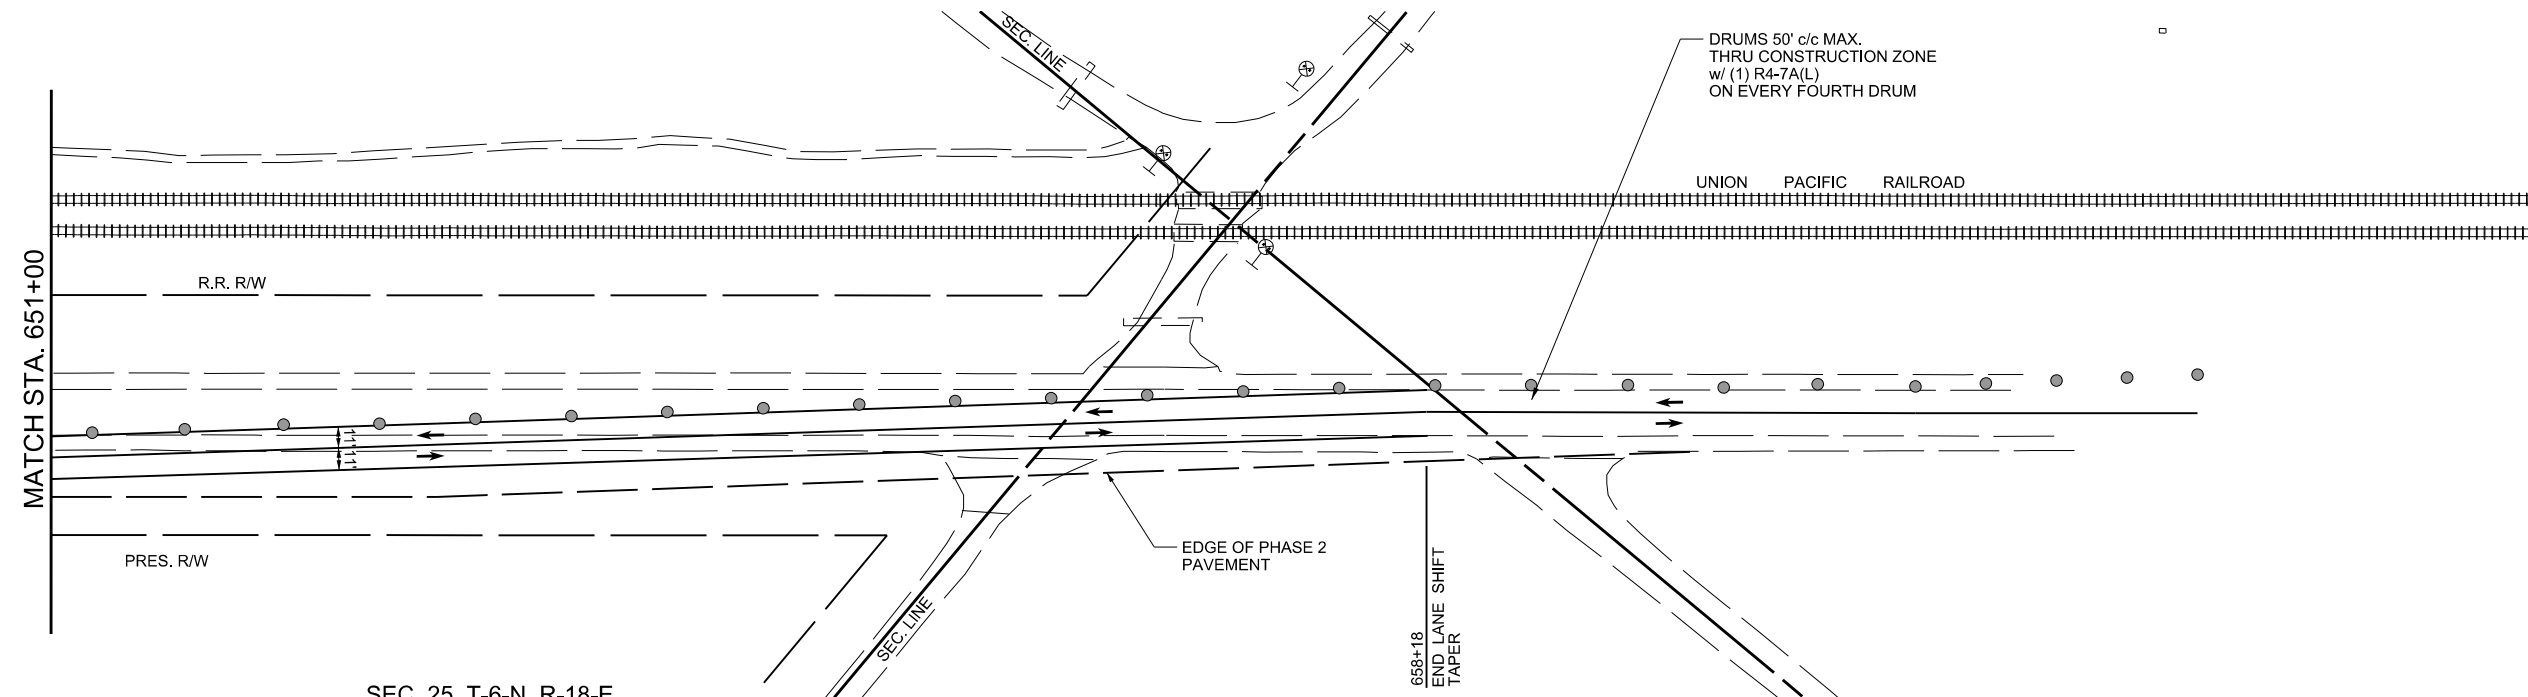 SEC. LINE
DRUMS 50' c/c MAX.
THRU CONSTRUCTION ZONE
w/ (1) R4-7A(L)
ON EVERY FOURTH DRUM
UNION PACIFIC RAILROAD
MATCH STA. 651+00
R.R. R/W
11'
11'
EDGE OF PHASE 2
PAVEMENT
PRES. R/W
SEC. LINE
658+18
END LANE SHIFT
TAPER
SEC. 25, T-6-N, R-18-E